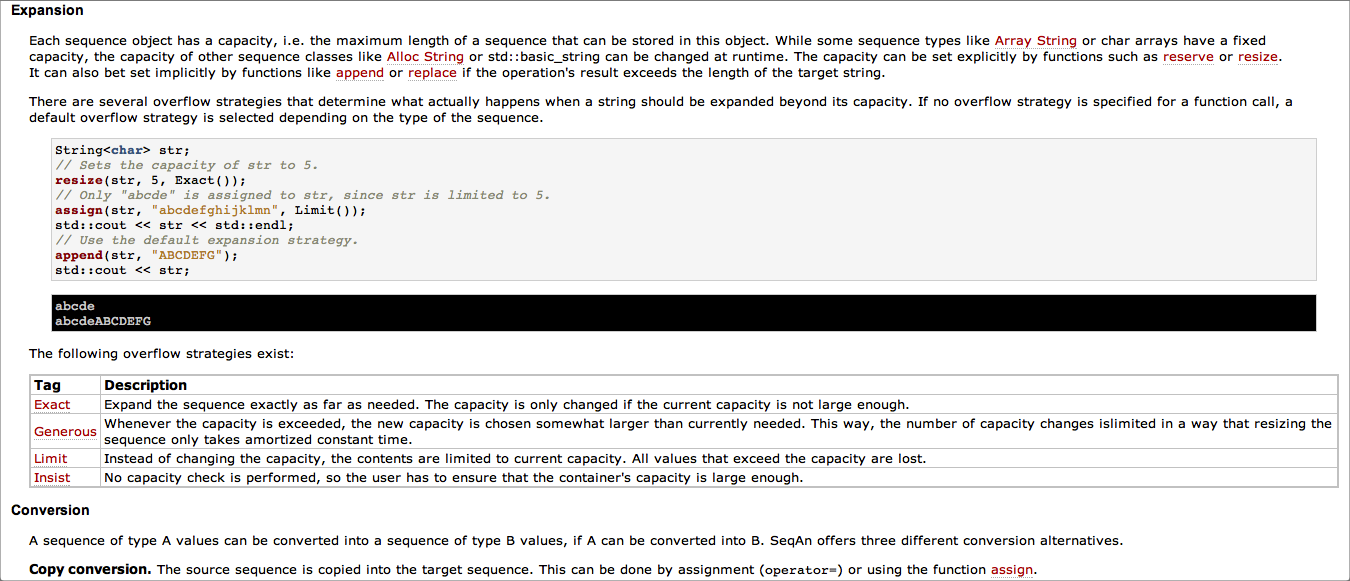 Expansion
Each sequence object has a capacity, i.e. the maximum length of a sequence that can be stored in this object. While some sequence types like Array String or char arrays have a fixed
capacity, the capacity of other sequence classes like Alloc String or std::basic_string can be changed at runtime. The capacity can be set explicitly by functions such as reserve or resize.
It can also bet set implicitly by functions like append or replace if the operation's result exceeds the length of the target string.
There are several overflow strategies that determine what actually happens when a string should be expanded beyond its capacity. If no overflow strategy is specified for a function call, a
default overflow strategy is selected depending on the type of the sequence.
String<char> str;
// Sets the capacity of str to 5.
resize(str, 5, Exact());
// Only "abcde" is assigned to str, since str is limited to 5.
assign(str, "abcdefghijklmn", Limit());
std::cout << str << std::endl;
// Use the default expansion strategy.
append(str, "ABCDEFG");
std::cout << str;
abcde
abcdeABCDEFG
The following overflow strategies exist:
Tag Description
Exact Expand the sequence exactly as far as needed. The capacity is only changed if the current capacity is not large enough.
Generous Whenever the capacity is exceeded, the new capacity is chosen somewhat larger than currently needed. This way, the number of capacity changes islimited in a way that resizing the
sequence only takes amortized constant time.
Limit Instead of changing the capacity, the contents are limited to current capacity. All values that exceed the capacity are lost.
Insist No capacity check is performed, so the user has to ensure that the container's capacity is large enough.
Conversion
A sequence of type A values can be converted into a sequence of type B values, if A can be converted into B. SeqAn offers three different conversion alternatives.
Copy conversion. The source sequence is copied into the target sequence. This can be done by assignment (operator=) or using the function assign.